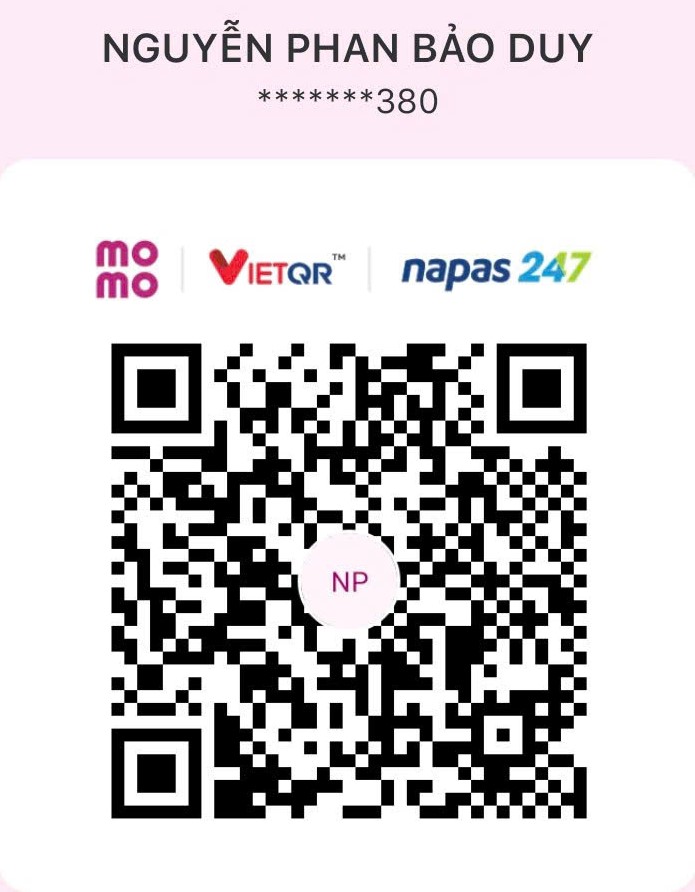 NGUYỄN PHAN BẢO DUY
*******380
mo
mo
VIETQR™
napas 247
NP